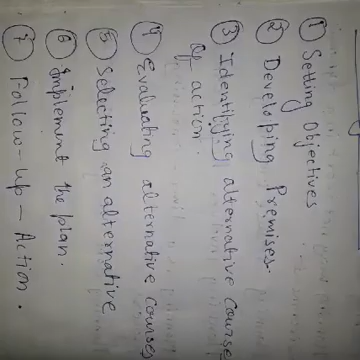 ① Setting Objectives
② Developing Premises.
③ Identifying alternative Course
of action.
④ Evaluating alternative courses
⑤ Selecting an alternative
⑥ Implement the plan.
⑦ Follow-up-Action.